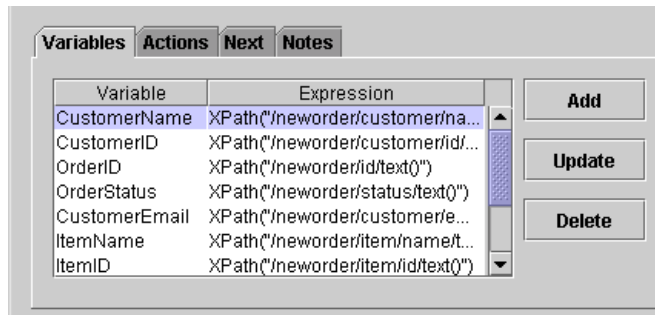 Variables Actions Next Notes
Variable Expression
CustomerName XPath("/neworder/customer/na...
CustomerID XPath("/neworder/customer/id/...
OrderID XPath("/neworder/id/text()")
OrderStatus XPath("/neworder/status/text()")
CustomerEmail XPath("/neworder/customer/e...
ItemName XPath("/neworder/item/name/t...
ItemID XPath("/neworder/item/id/text()")
Add
Update
Delete